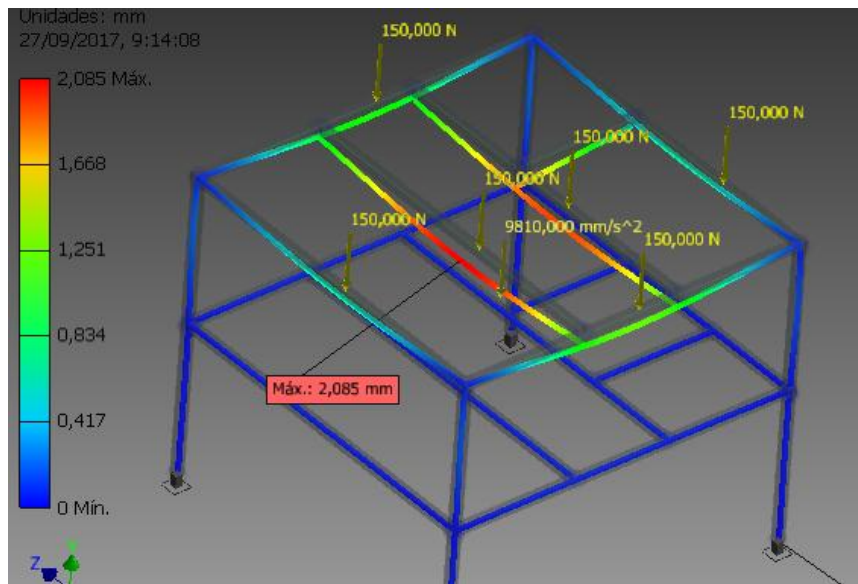 Unidades: mm
27/09/2017, 9:14:08
150,000 N
2,085 Máx.
150,000 N
150,000 N
1,668
150,000 N
150,000 N
9810,000 mm/s^2
150,000 N
1,251
0,834
Máx.: 2,085 mm
0,417
0 Mín.
Z
Y